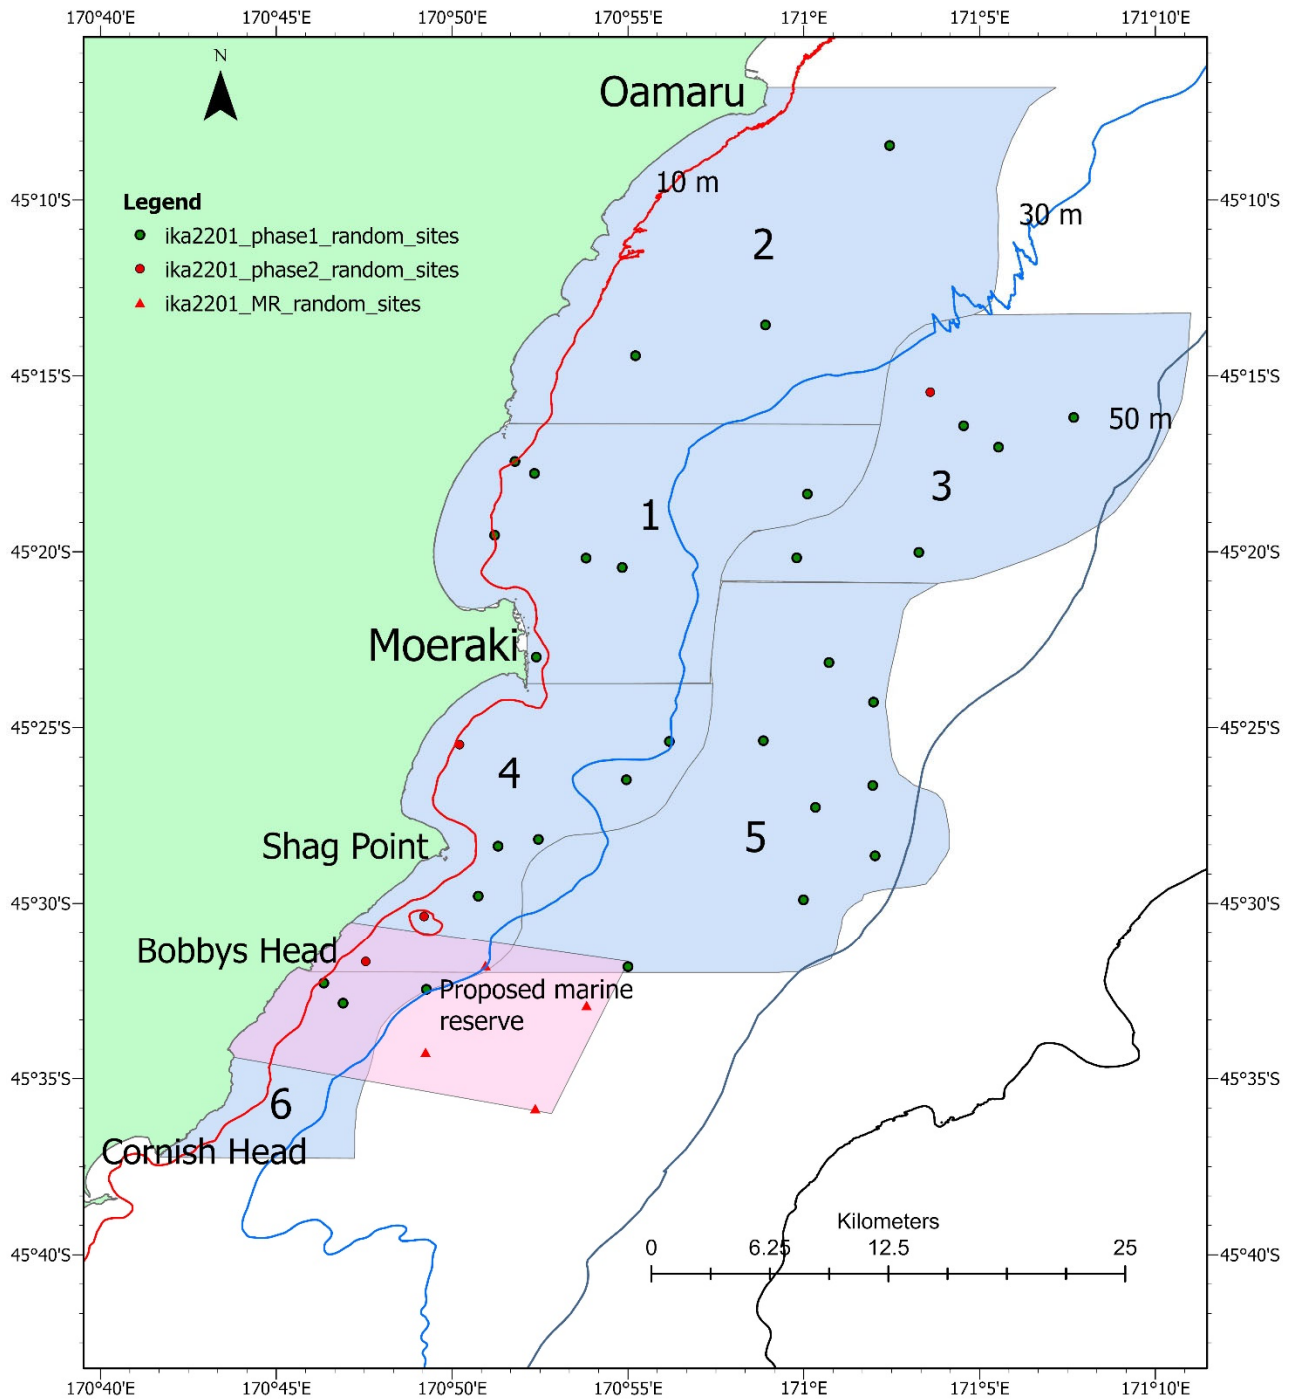 170°40'E 170°45'E 170°50'E 170°55'E 171°E 171°5'E 171°10'E
N
Oamaru
10 m
45°10'S 45°10'S
Legend
30 m
ika2201_phase1_random_sites
2
ika2201_phase2_random_sites
ika2201_MR_random_sites
45°15'S 45°15'S
50 m
3
1
45°20'S 45°20'S
Moeraki
45°25'S 45°25'S
4
5
Shag Point
45°30'S 45°30'S
Bobbys Head
Proposed marine
reserve
45°35'S 45°35'S
6
Cornish Head
Kilometers
45°40'S 0 6.25 12.5 25 45°40'S
170°40'E 170°45'E 170°50'E 170°55'E 171°E 171°5'E 171°10'E